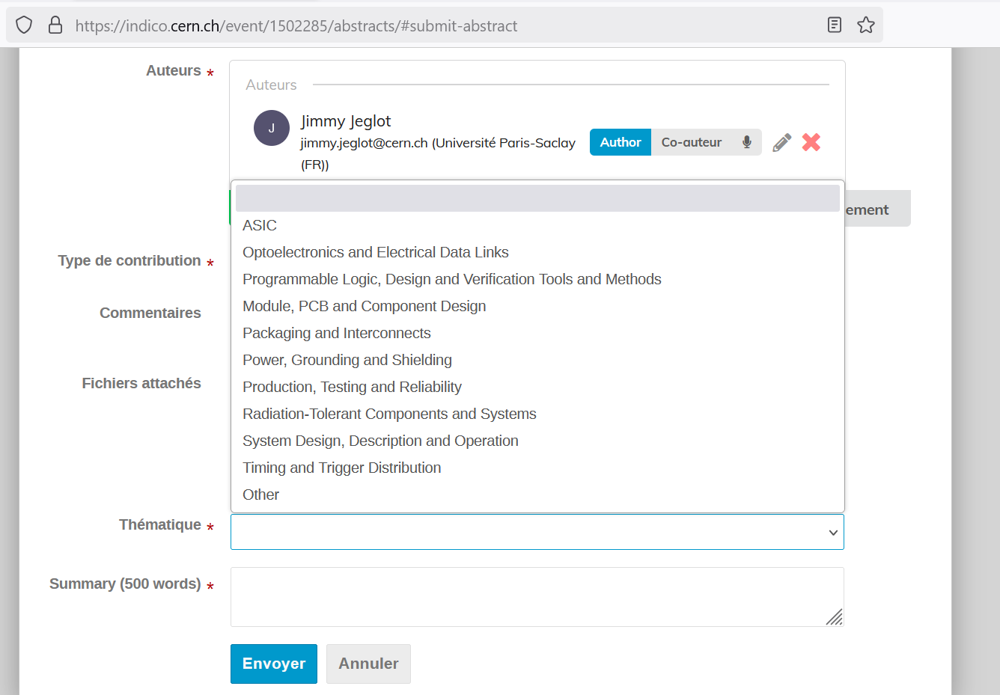 https://indico.cern.ch/event/1502285/abstracts/#submit-abstract
Auteurs *
Auteurs
J
Jimmy Jeglot
jimmy.jeglot@cern.ch (Université Paris-Saclay
(FR))
Author
Co-auteur
ement
ASIC
Optoelectronics and Electrical Data Links
Programmable Logic, Design and Verification Tools and Methods
Module, PCB and Component Design
Packaging and Interconnects
Power, Grounding and Shielding
Production, Testing and Reliability
Radiation-Tolerant Components and Systems
System Design, Description and Operation
Timing and Trigger Distribution
Other
Type de contribution *
Commentaires
Fichiers attachés
Thématique *
Summary (500 words) *
Envoyer
Annuler